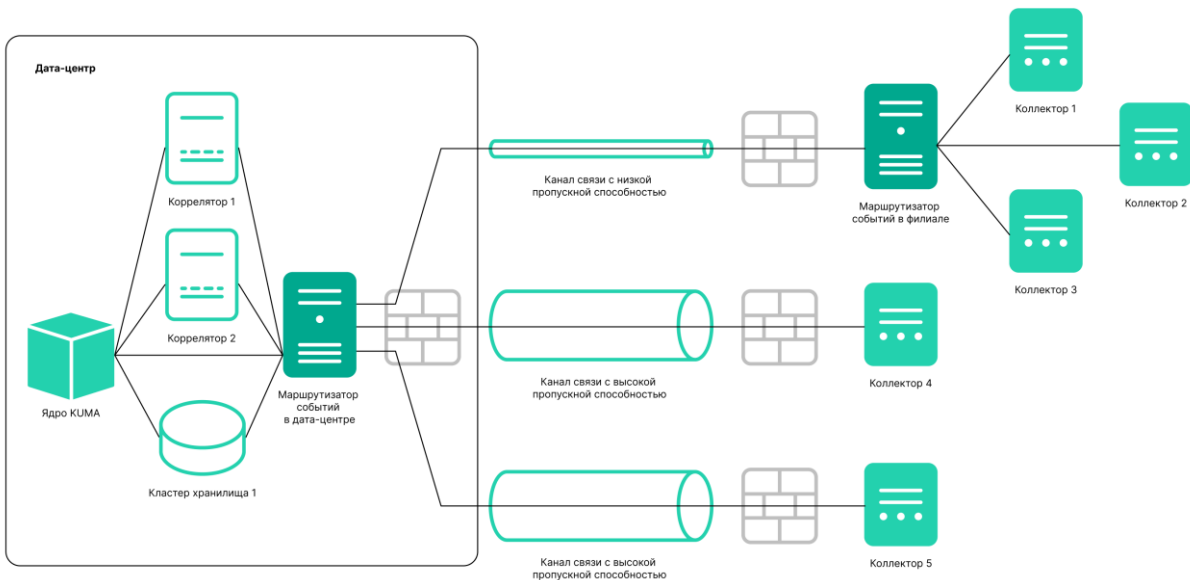 Дата-центр
Коррелятор 1
Коррелятор 2
Ядро KUMA
Кластер хранилища 1
Маршрутизатор
событий
в дата-центре
Канал связи с низкой
пропускной способностью
Канал связи с высокой
пропускной способностью
Канал связи с высокой
пропускной способностью
Маршрутизатор
событий в филиале
Коллектор 1
Коллектор 2
Коллектор 3
Коллектор 4
Коллектор 5